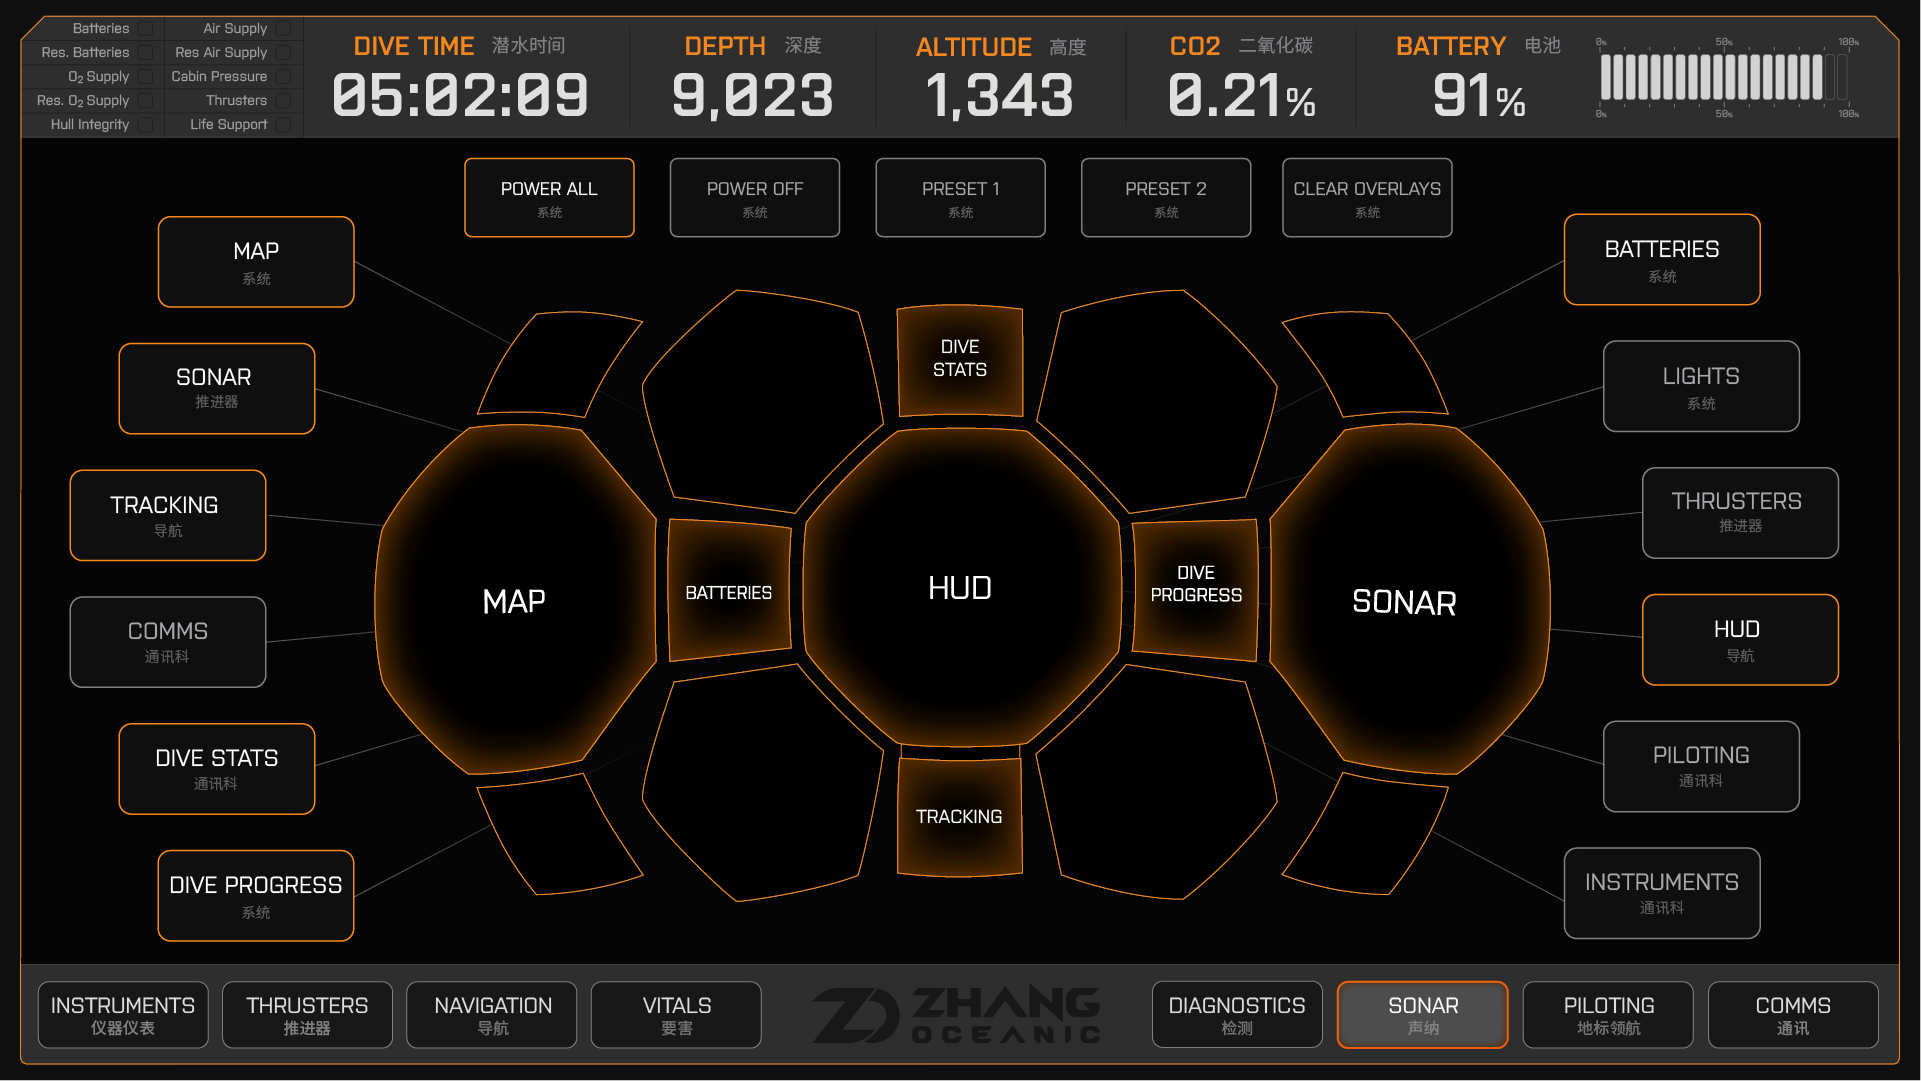 Batteries
Air Supply
Res. Batteries
Res Air Supply
O₂ Supply
Cabin Pressure
Res. O₂ Supply
Thrusters
Hull Integrity
Life Support
DIVE TIME 潜水时间
05:02:09
DEPTH 深度
9,023
ALTITUDE 高度
1,343
CO2 二氧化碳
0.21%
BATTERY 电池
91%
0% 50% 100%
0% 50% 100%
POWER ALL
系统
POWER OFF
系统
PRESET 1
系统
PRESET 2
系统
CLEAR OVERLAYS
系统
MAP
系统
SONAR
推进器
TRACKING
导航
COMMS
通讯科
DIVE STATS
通讯科
DIVE PROGRESS
系统
DIVE
STATS
MAP
BATTERIES
HUD
DIVE
PROGRESS
SONAR
TRACKING
BATTERIES
系统
LIGHTS
系统
THRUSTERS
推进器
HUD
导航
PILOTING
通讯科
INSTRUMENTS
通讯科
INSTRUMENTS
仪器仪表
THRUSTERS
推进器
NAVIGATION
导航
VITALS
要害
ZHANG
OCEANIC
DIAGNOSTICS
检测
SONAR
声纳
PILOTING
地标领航
COMMS
通讯